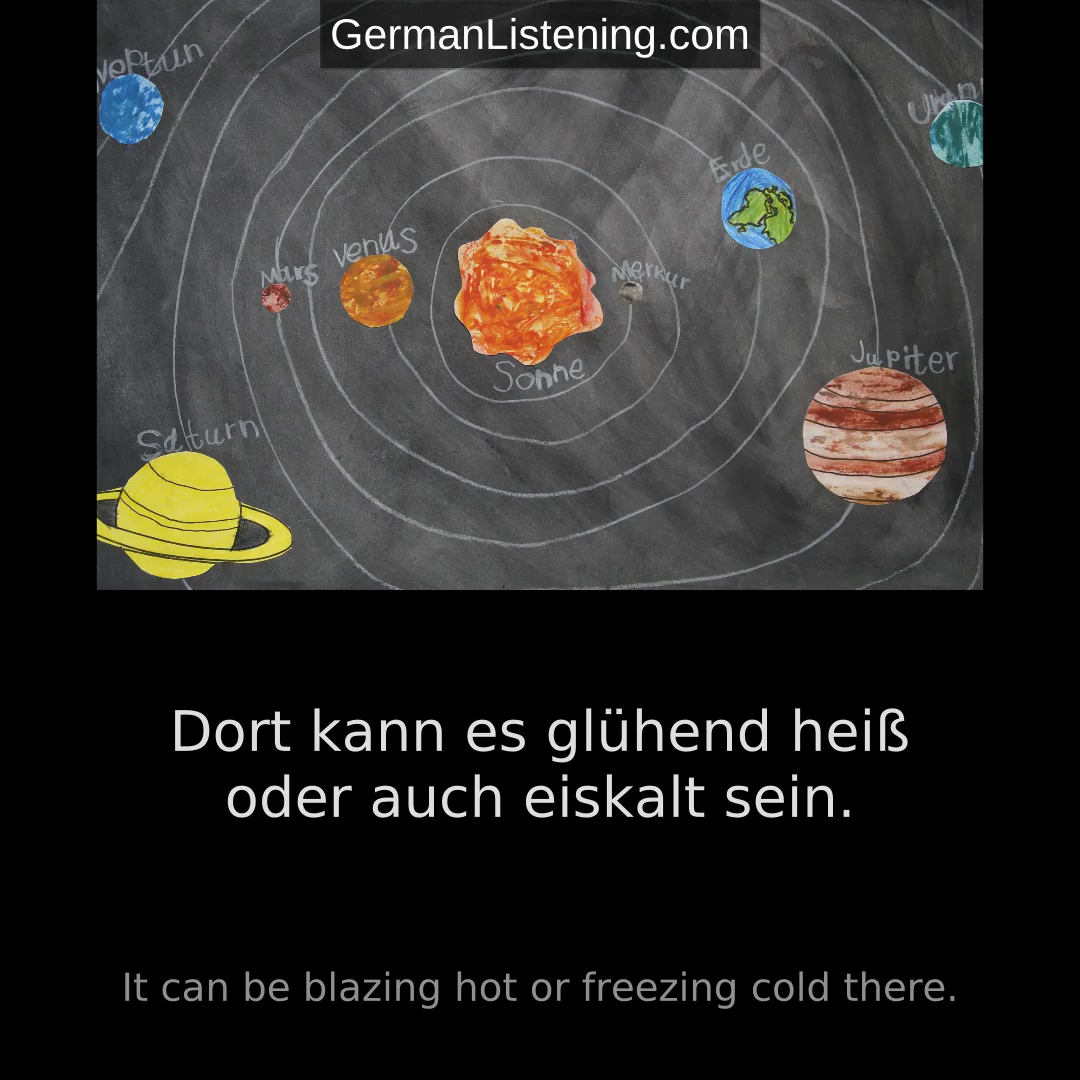 GermanListening.com
Neptun
Uran
Erde
Venus
Mars
Merkur
Jupiter
Sonne
Saturn
Dort kann es glühend heiß
oder auch eiskalt sein.
It can be blazing hot or freezing cold there.